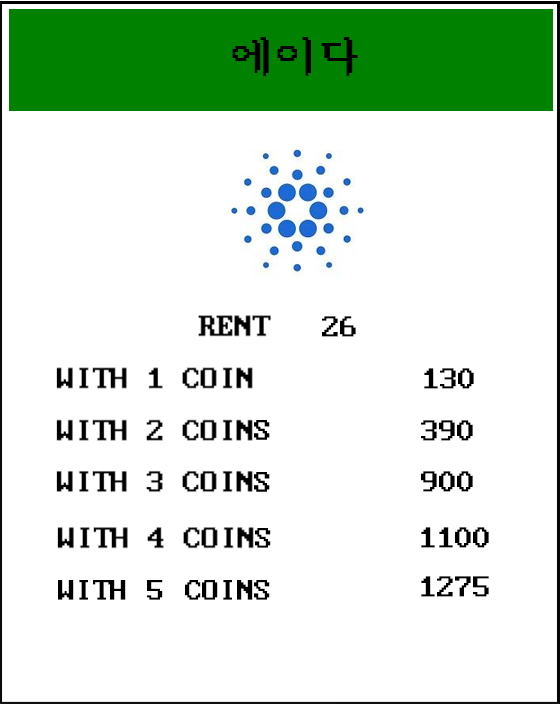 에이다
RENT 26
WITH 1 COIN 130
WITH 2 COINS 390
WITH 3 COINS 900
WITH 4 COINS 1100
WITH 5 COINS 1275